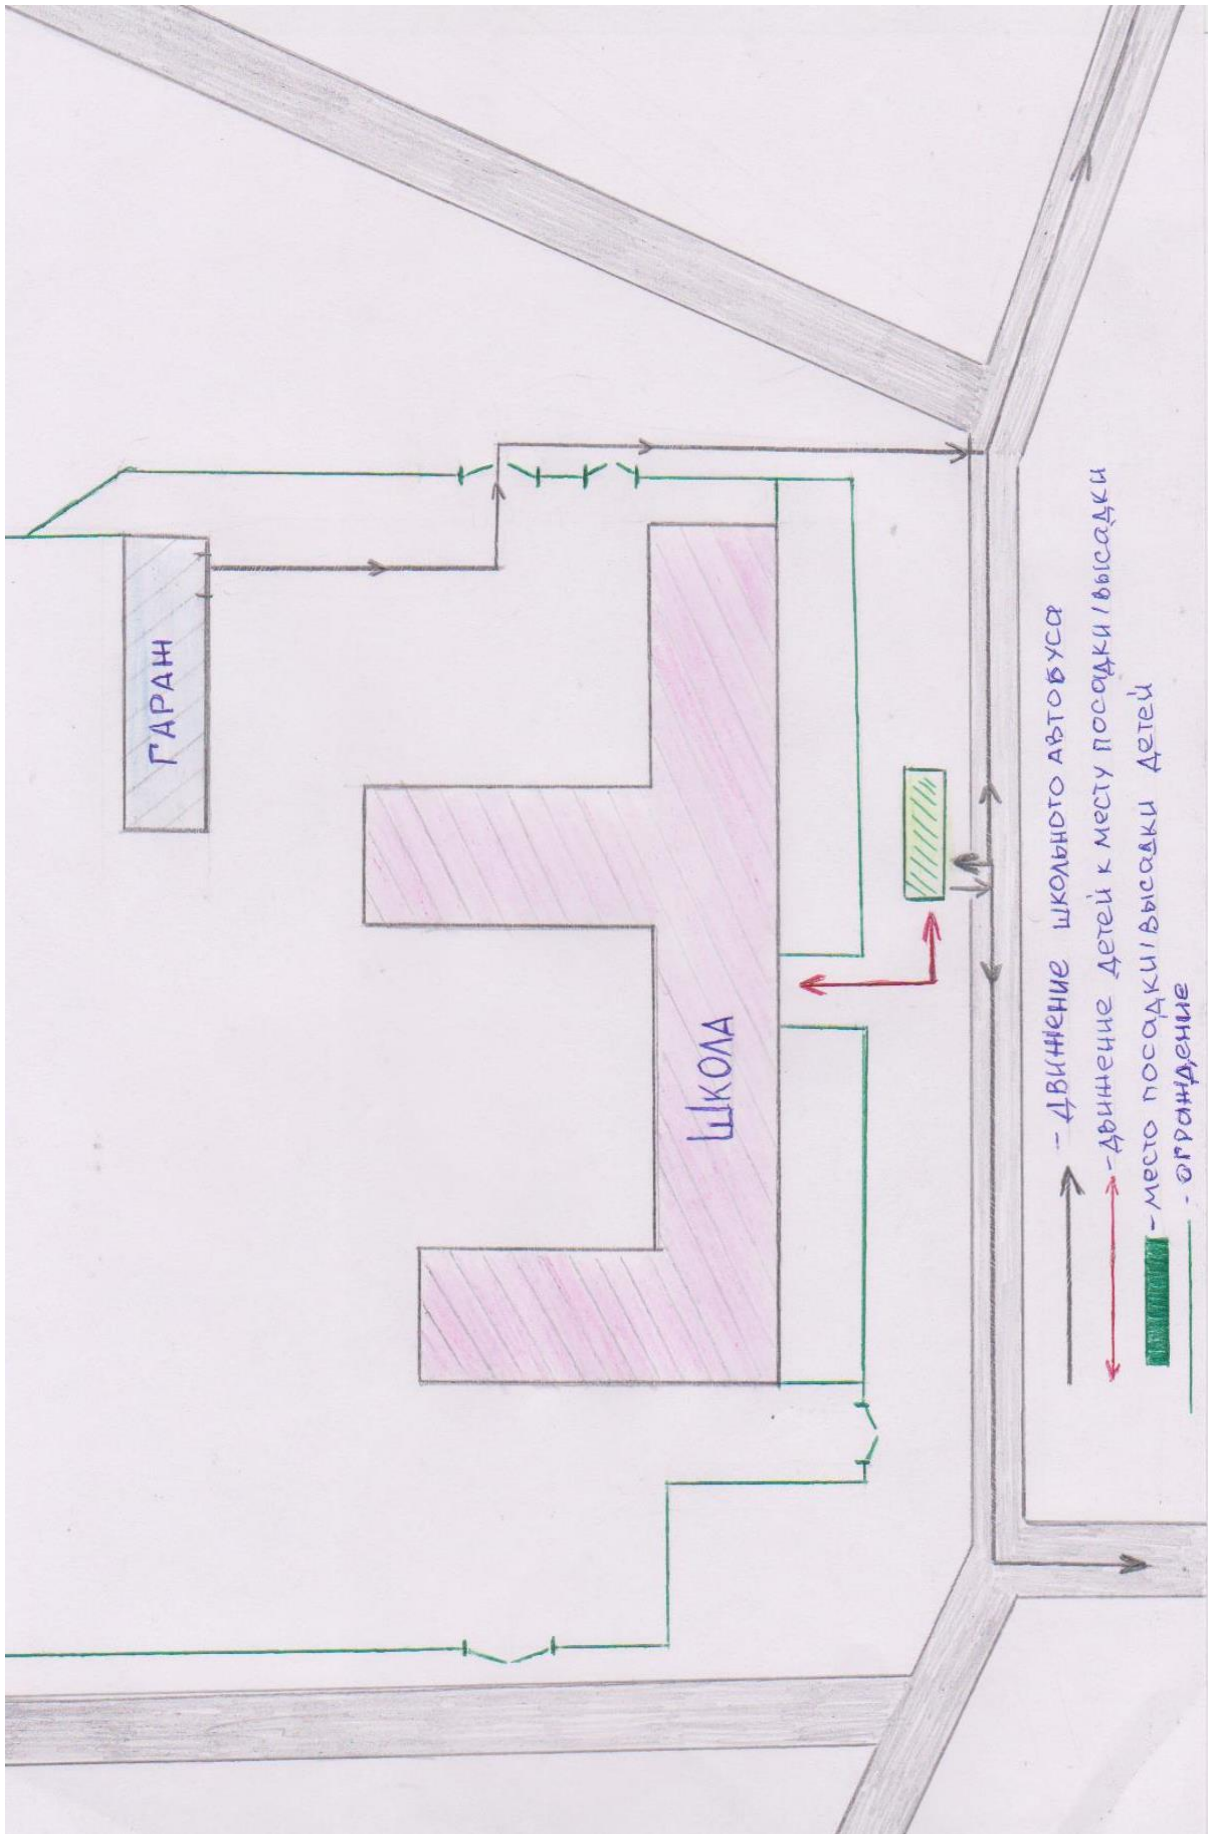 ГАРАЖ
ШКОЛА
- ДВИЖЕНИЕ ШКОЛЬНОГО АВТОБУСА
- ДВИЖЕНИЕ ДЕТЕЙ К МЕСТУ ПОСАДКИ/ВЫСАДКИ
- МЕСТО ПОСАДКИ/ВЫСАДКИ ДЕТЕЙ
- ОГРАЖДЕНИЕ